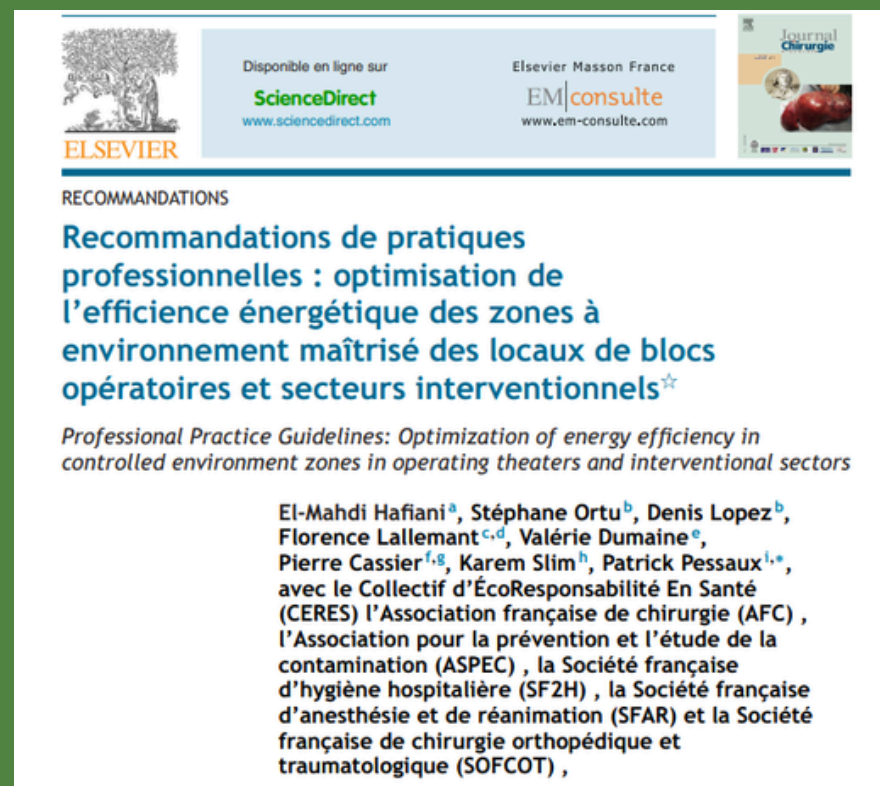 ELSEVIER
Disponible en ligne sur
ScienceDirect
www.sciencedirect.com
Elsevier Masson France
EM|consulte
www.em-consulte.com
Journal
Chirurgie
RECOMMANDATIONS
Recommandations de pratiques
professionnelles : optimisation de
l'efficience énergétique des zones à
environnement maîtrisé des locaux de blocs
opératoires et secteurs interventionnels☆
Professional Practice Guidelines: Optimization of energy efficiency in
controlled environment zones in operating theaters and interventional sectors
El-Mahdi Hafiani a, Stéphane Ortu b, Denis Lopez b,
Florence Lallemant c,d, Valérie Dumaine e,
Pierre Cassier f,g, Karem Slim h, Patrick Pessaux i,*,
avec le Collectif d'ÉcoResponsabilité En Santé
(CERES) l'Association française de chirurgie (AFC) ,
l'Association pour la prévention et l'étude de la
contamination (ASPEC) , la Société française
d'hygiène hospitalière (SF2H) , la Société française
d'anesthésie et de réanimation (SFAR) et la Société
française de chirurgie orthopédique et
traumatologique (SOFCOT) ,